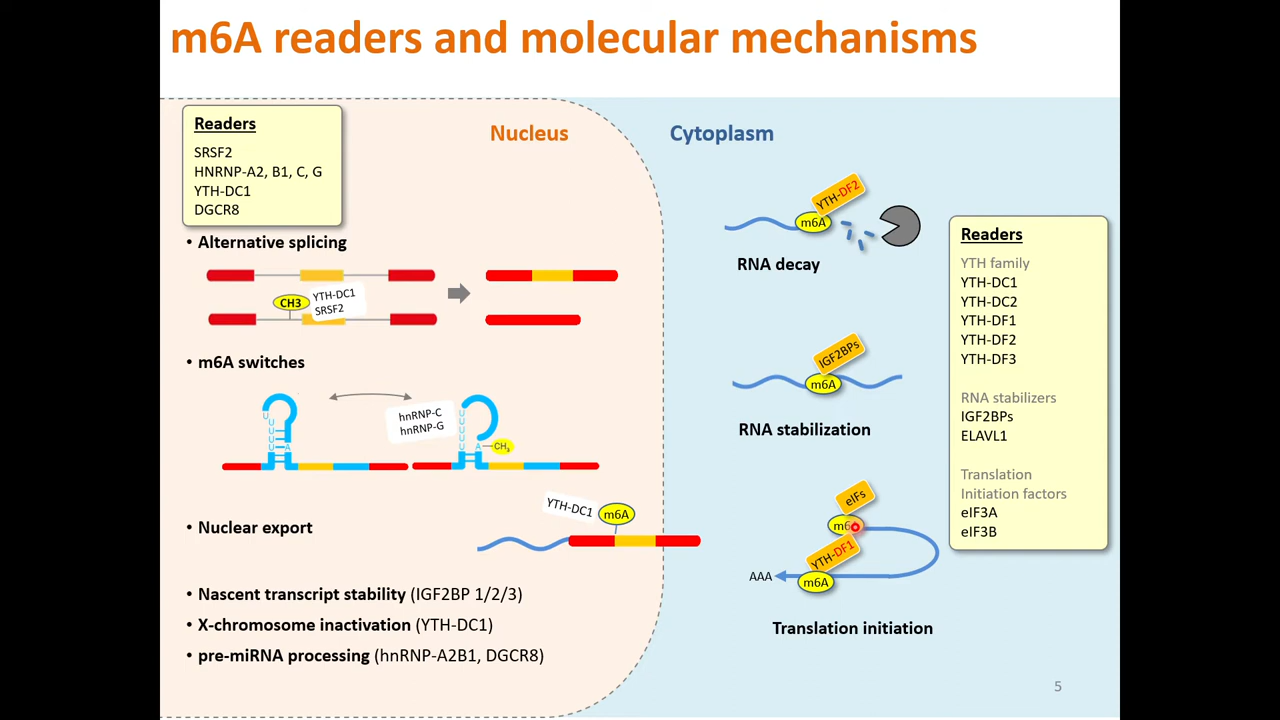 m6A readers and molecular mechanisms
Readers
SRSF2
HNRNP-A2, B1, C, G
YTH-DC1
DGCR8
Nucleus
• Alternative splicing
CH3
YTH-DC1
SRSF2
• m6A switches
hnRNP-C
hnRNP-G
U
U
U
U
U
A
U
U
U
U
U
A
CH3
• Nuclear export
YTH-DC1
m6A
• Nascent transcript stability (IGF2BP 1/2/3)
• X-chromosome inactivation (YTH-DC1)
• pre-miRNA processing (hnRNP-A2B1, DGCR8)
Cytoplasm
YTH-DF2
m6A
RNA decay
IGF2BPs
m6A
RNA stabilization
eIFs
m6
YTH-DF1
AAA
m6A
Translation initiation
Readers
YTH family
YTH-DC1
YTH-DC2
YTH-DF1
YTH-DF2
YTH-DF3
RNA stabilizers
IGF2BPs
ELAVL1
Translation
Initiation factors
eIF3A
eIF3B
5